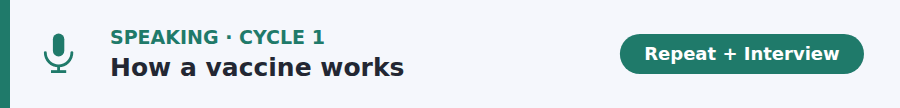 SPEAKING · CYCLE 1
How a vaccine works
Repeat + Interview